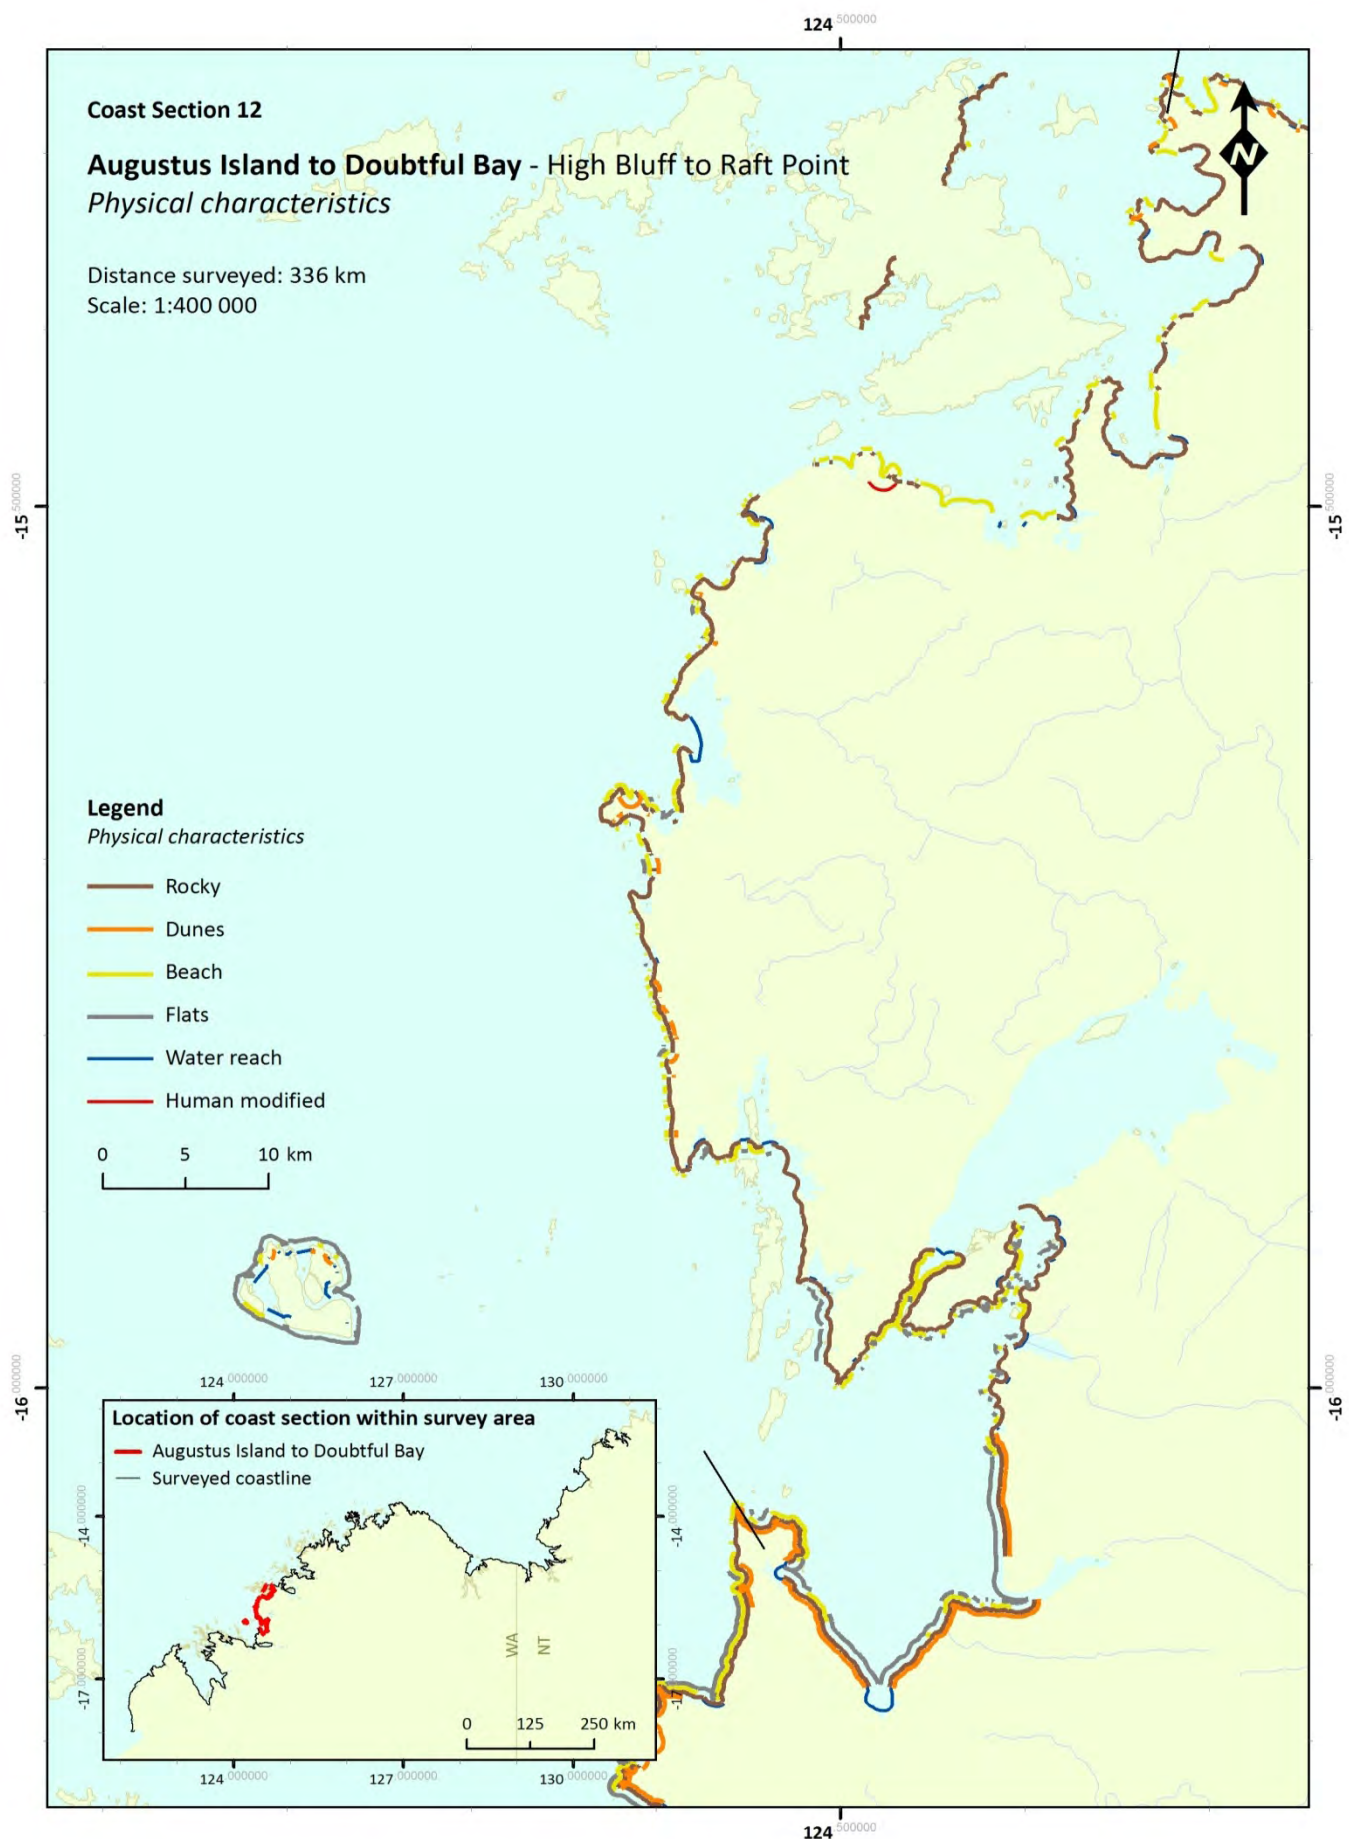 124.500000
Coast Section 12
Augustus Island to Doubtful Bay - High Bluff to Raft Point
Physical characteristics
Distance surveyed: 336 km
Scale: 1:400 000
N
-15.500000
-15.500000
Legend
Physical characteristics
Rocky
Dunes
Beach
Flats
Water reach
Human modified
0 5 10 km
-16.000000
-16.000000
124.000000 127.000000 130.000000
Location of coast section within survey area
Augustus Island to Doubtful Bay
Surveyed coastline
-14.000000
-14.000000
WA
NT
-17.000000
-17.000000
0 125 250 km
124.000000 127.000000 130.000000
124.500000